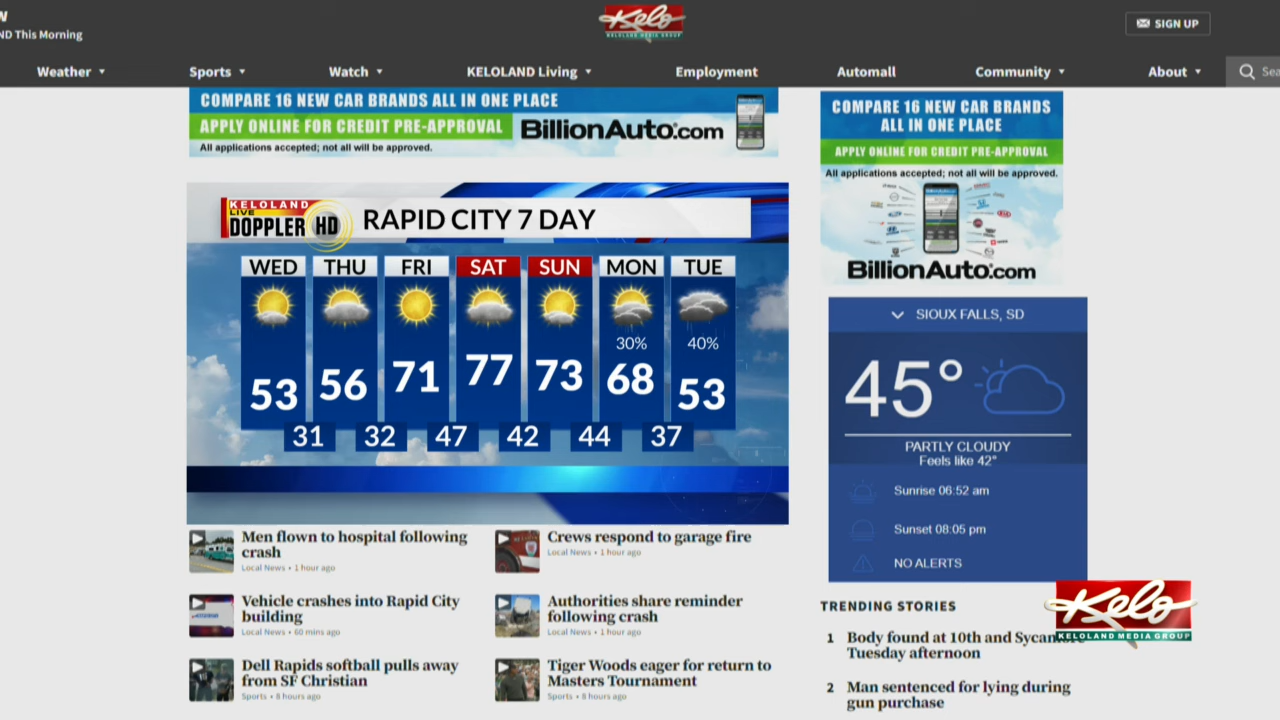 W
ND This Morning
Kelo
KELOLAND MEDIA GROUP
SIGN UP
Weather
Sports
Watch
KELOLAND Living
Employment
Automall
Community
About
Sea
COMPARE 16 NEW CAR BRANDS ALL IN ONE PLACE
APPLY ONLINE FOR CREDIT PRE-APPROVAL
BillionAuto.com
All applications accepted; not all will be approved.
COMPARE 16 NEW CAR BRANDS
ALL IN ONE PLACE
APPLY ONLINE FOR CREDIT PRE-APPROVAL
All applications accepted; not all will be approved.
BillionAuto.com
KELOLAND
LIVE
DOPPLER HD
RAPID CITY 7 DAY
WED THU FRI SAT SUN MON TUE
30% 40%
53 56 71 77 73 68 53
31 32 47 42 44 37
SIOUX FALLS, SD
45°
PARTLY CLOUDY
Feels like 42°
Sunrise 06:52 am
Sunset 08:05 pm
NO ALERTS
Men flown to hospital following
crash
Local News • 1 hour ago
Crews respond to garage fire
Local News • 1 hour ago
Vehicle crashes into Rapid City
building
Local News • 60 mins ago
Authorities share reminder
following crash
Local News • 1 hour ago
Dell Rapids softball pulls away
from SF Christian
Sports • 8 hours ago
Tiger Woods eager for return to
Masters Tournament
Sports • 8 hours ago
TRENDING STORIES
1 Body found at 10th and Sycamore
Tuesday afternoon
2 Man sentenced for lying during
gun purchase
Kelo
KELOLAND MEDIA GROUP